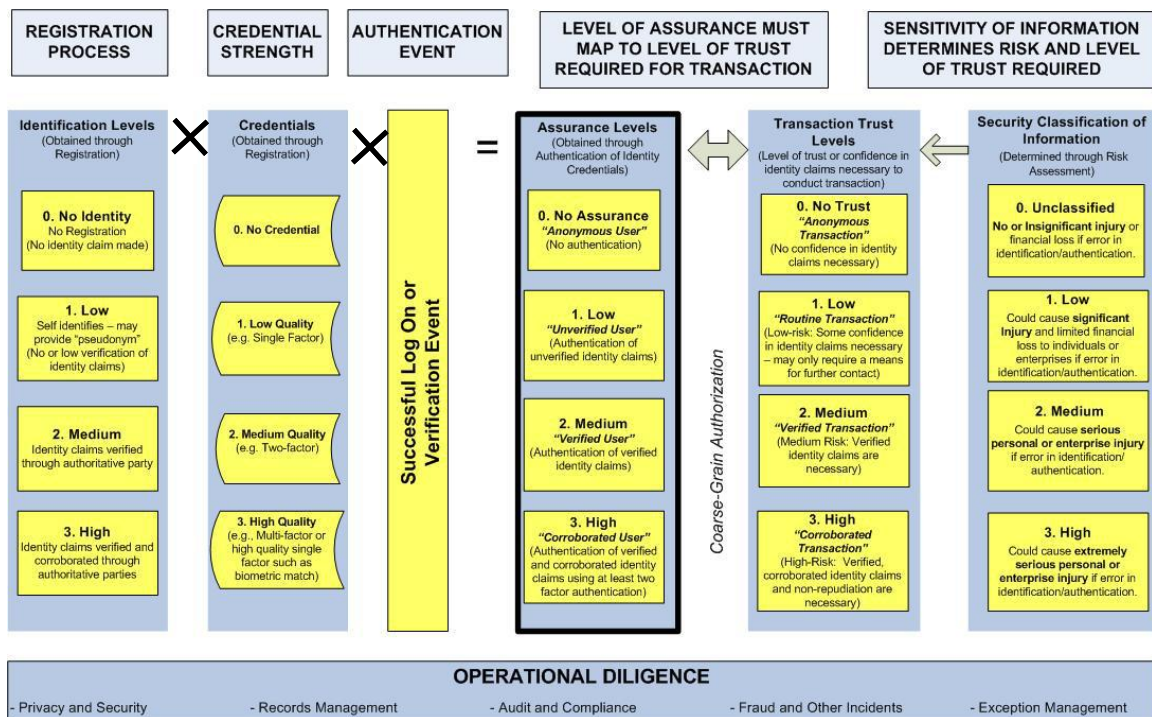 REGISTRATION
PROCESS
CREDENTIAL
STRENGTH
AUTHENTICATION
EVENT
LEVEL OF ASSURANCE MUST
MAP TO LEVEL OF TRUST
REQUIRED FOR TRANSACTION
SENSITIVITY OF INFORMATION
DETERMINES RISK AND LEVEL
OF TRUST REQUIRED
Identification Levels
(Obtained through
Registration)
0. No Identity
No Registration
(No identity claim made)
1. Low
Self identifies – may
provide “pseudonym”
(No or low verification of
identity claims)
2. Medium
Identity claims verified
through authoritative party
3. High
Identity claims verified and
corroborated through
authoritative parties
Credentials
(Obtained through
Registration)
0. No Credential
1. Low Quality
(e.g. Single Factor)
2. Medium Quality
(e.g. Two-factor)
3. High Quality
(e.g., Multi-factor or
high quality single
factor such as
biometric match)
Successful Log On or
Verification Event
=
Assurance Levels
(Obtained through
Authentication of Identity
Credentials)
0. No Assurance
“Anonymous User”
(No authentication)
1. Low
“Unverified User”
(Authentication of
unverified identity claims)
2. Medium
“Verified User”
(Authentication of verified
identity claims)
3. High
“Corroborated User”
(Authentication of verified
and corroborated identity
claims using at least two
factor authentication)
Coarse-Grain Authorization
Transaction Trust
Levels
(Level of trust or confidence in
identity claims necessary to
conduct transaction)
0. No Trust
“Anonymous
Transaction”
(No confidence in identity
claims necessary)
1. Low
“Routine Transaction”
(Low-risk: Some confidence
in identity claims necessary
– may only require a means
for further contact)
2. Medium
“Verified Transaction”
(Medium Risk: Verified
identity claims are
necessary)
3. High
“Corroborated
Transaction”
(High-Risk: Verified,
corroborated identity claims
and non-repudiation are
necessary)
Security Classification of
Information
(Determined through Risk
Assessment)
0. Unclassified
No or Insignificant injury or
financial loss if error in
identification/authentication.
1. Low
Could cause significant
Injury and limited financial
loss to individuals or
enterprises if error in
identification/authentication.
2. Medium
Could cause serious
personal or enterprise injury
if error in identification/
authentication.
3. High
Could cause extremely
serious personal or
enterprise injury if error in
identification/authentication.
OPERATIONAL DILIGENCE
- Privacy and Security
- Records Management
- Audit and Compliance
- Fraud and Other Incidents
- Exception Management